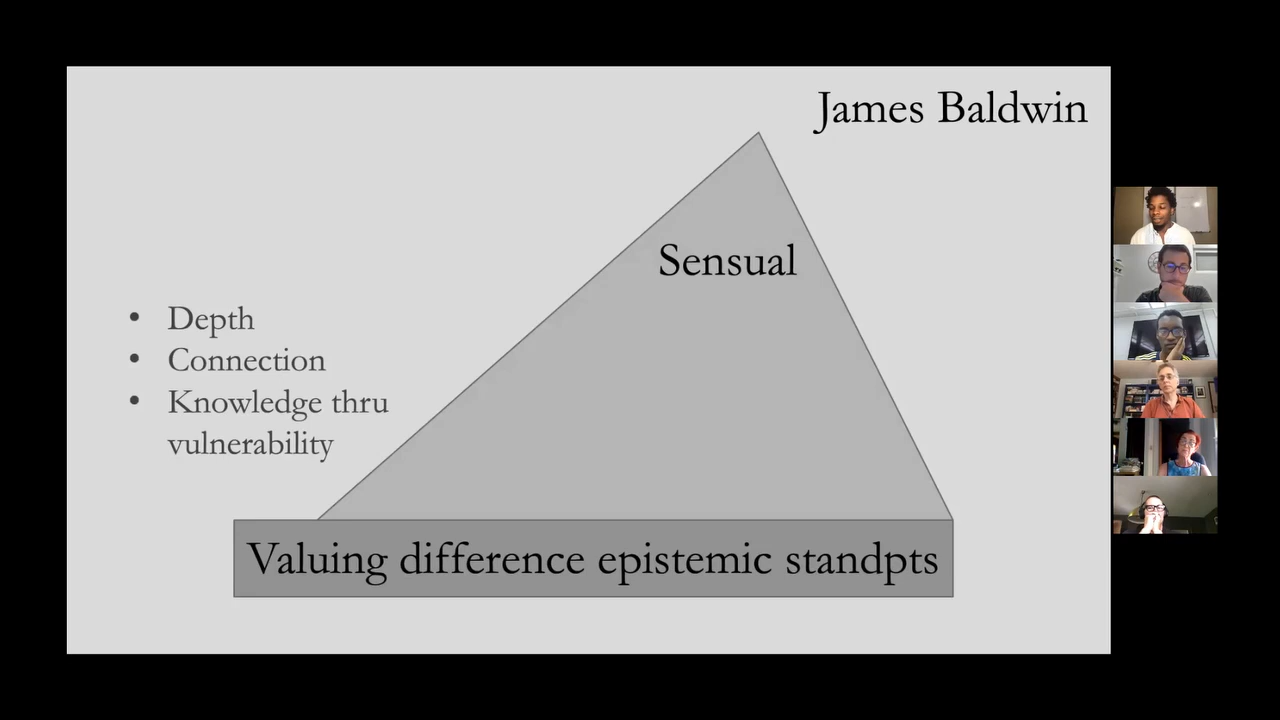 James Baldwin
Sensual
• Depth
• Connection
• Knowledge thru
vulnerability
Valuing difference epistemic standpts